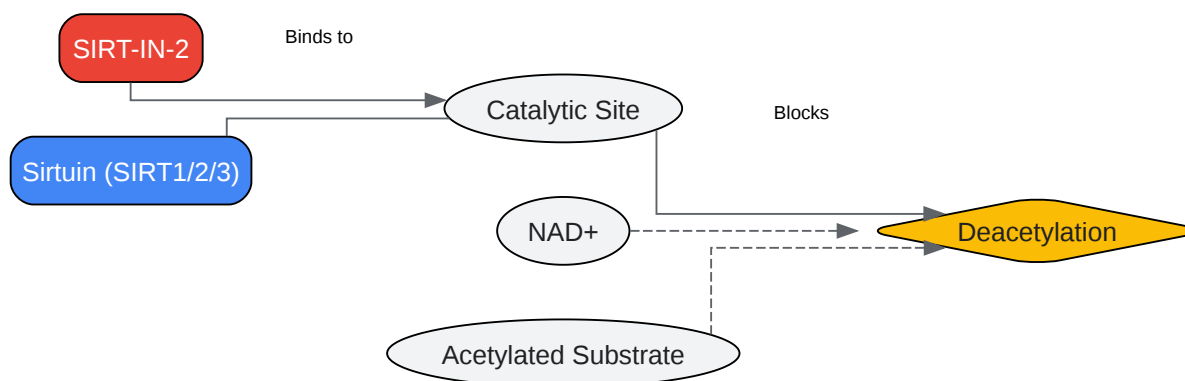 SIRT-IN-2
Binds to
Catalytic Site
Blocks
Sirtuin (SIRT1/2/3)
NAD+
Deacetylation
Acetylated Substrate